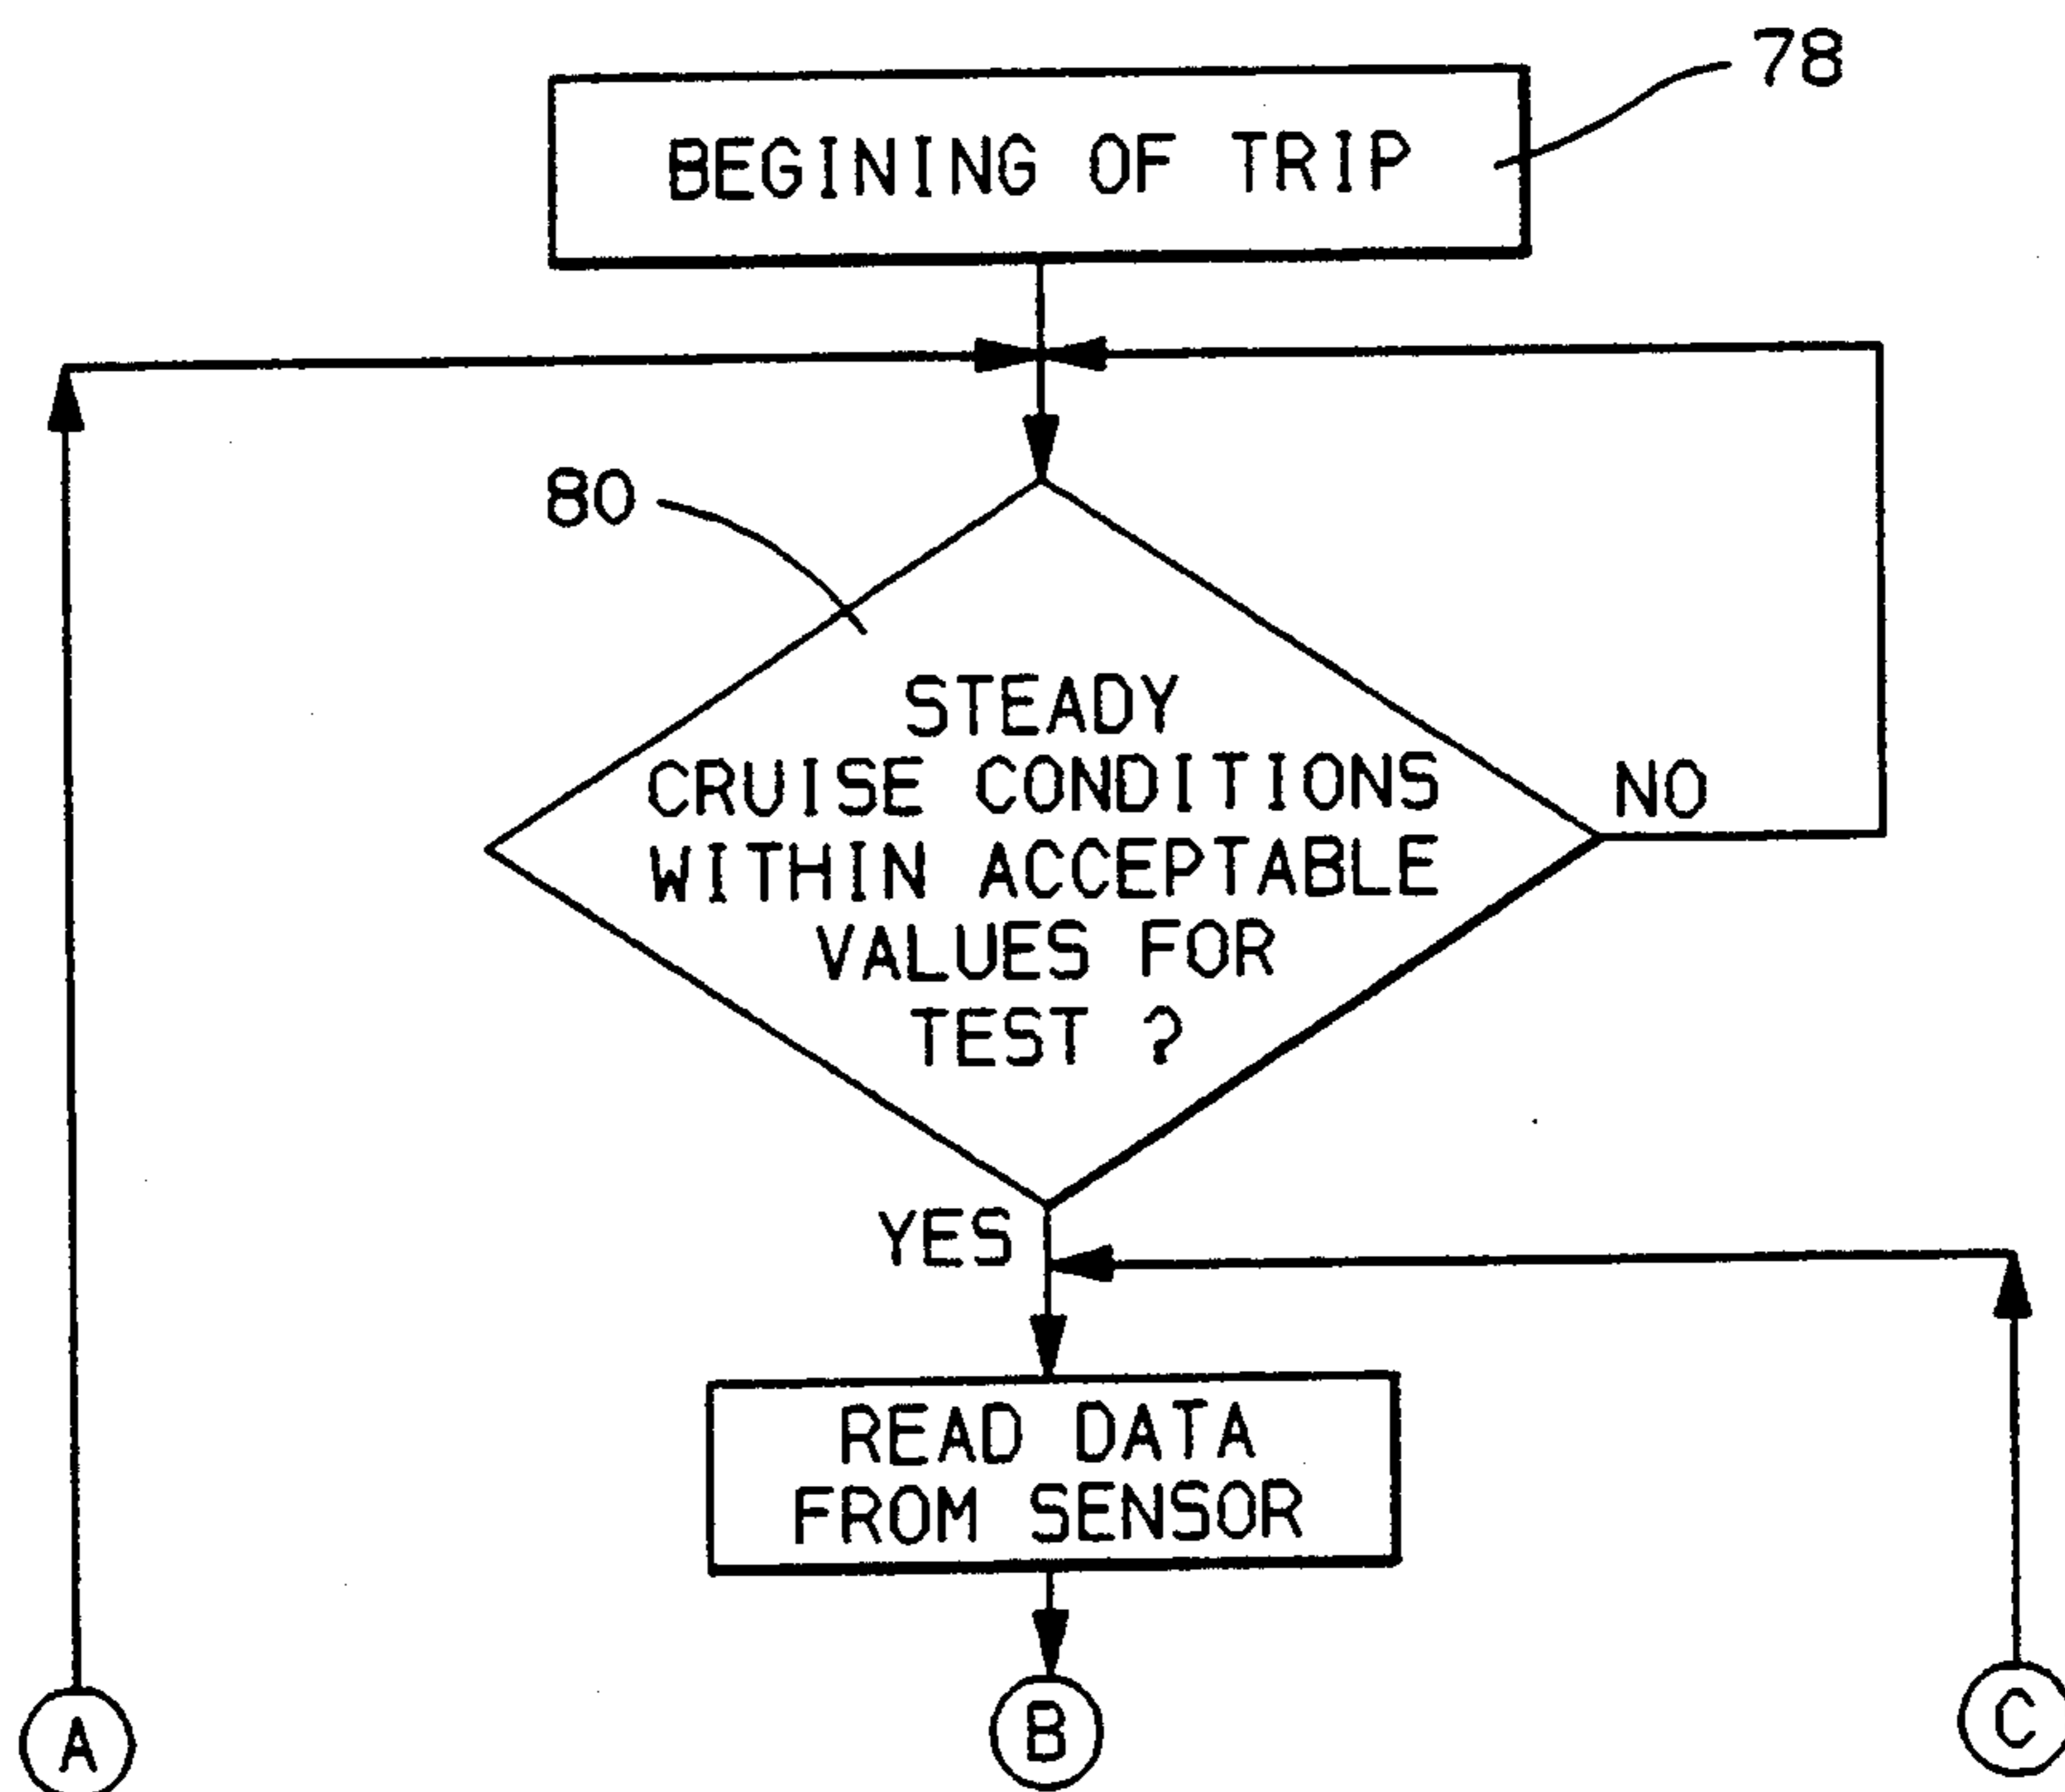 78
BEGINING OF TRIP
80
STEADY
CRUISE CONDITIONS
WITHIN ACCEPTABLE
VALUES FOR
TEST ?
NO
YES
READ DATA
FROM SENSOR
A
B
C